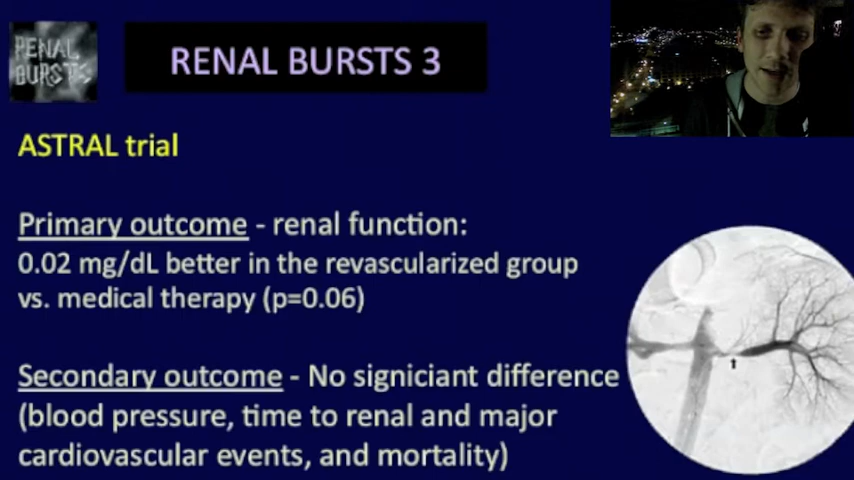 RENAL
BURSTS
RENAL BURSTS 3
ASTRAL trial
Primary outcome - renal function:
0.02 mg/dL better in the revascularized group
vs. medical therapy (p=0.06)
Secondary outcome - No signiciant difference
(blood pressure, time to renal and major
cardiovascular events, and mortality)